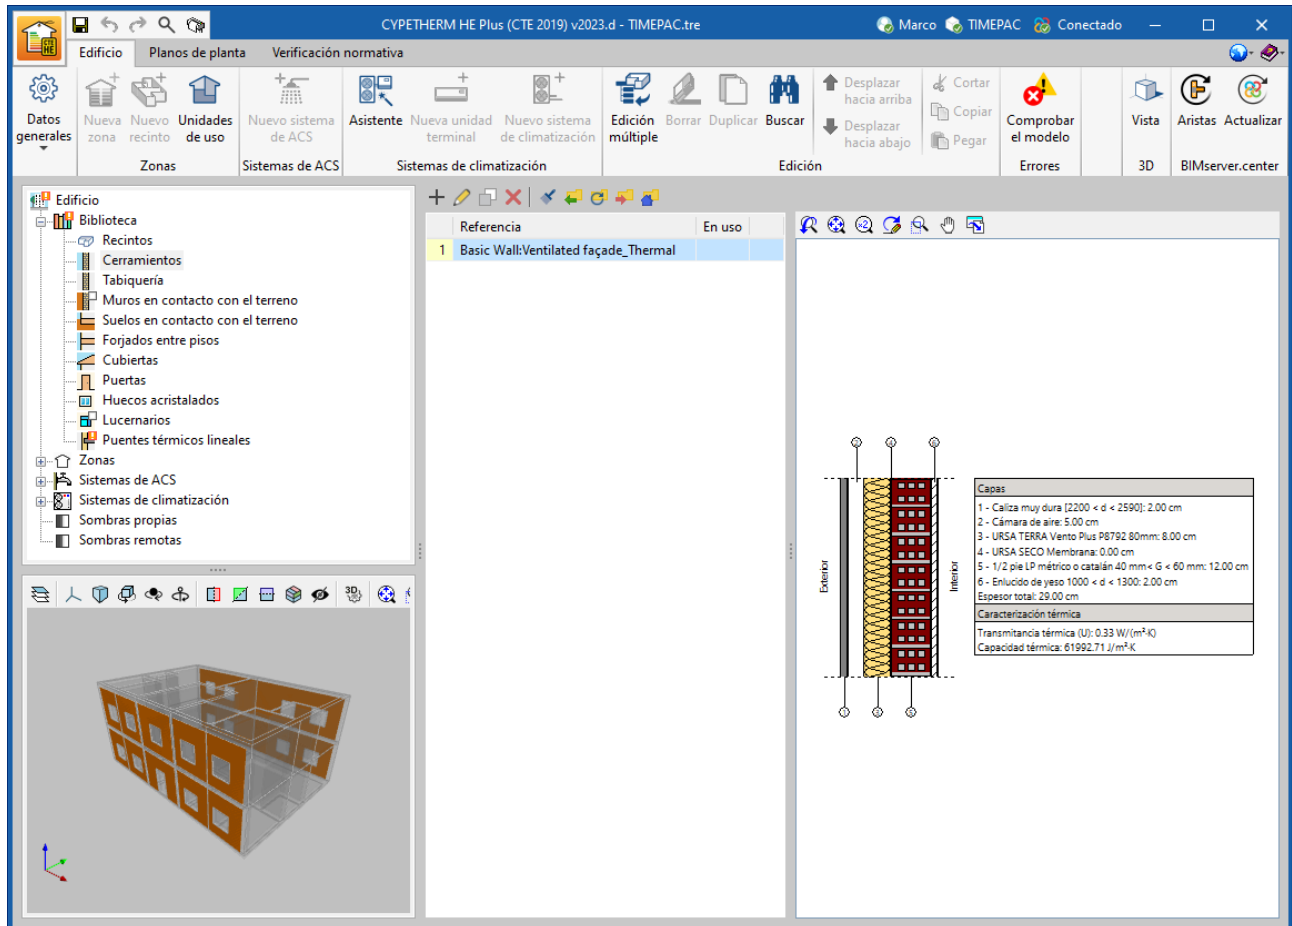 CYPETHERM HE Plus (CTE 2019) v2023.d - TIMEPAC.tre
Marco
TIMEPAC
Conectado
CTE
HE
Edificio
Planos de planta
Verificación normativa
Datos
generales
Nueva
zona
Nuevo
recinto
Unidades
de uso
Zonas
Nuevo sistema
de ACS
Sistemas de ACS
Asistente
Nueva unidad
terminal
Nuevo sistema
de climatización
Sistemas de climatización
Edición
múltiple
Borrar
Duplicar
Buscar
Desplazar
hacia arriba
Desplazar
hacia abajo
Cortar
Copiar
Pegar
Edición
Comprobar
el modelo
Errores
Vista
3D
Aristas
Actualizar
BIMserver.center
Edificio
Biblioteca
Recintos
Cerramientos
Tabiquería
Muros en contacto con el terreno
Suelos en contacto con el terreno
Forjados entre pisos
Cubiertas
Puertas
Huecos acristalados
Lucernarios
Puentes térmicos lineales
Zonas
Sistemas de ACS
Sistemas de climatización
Sombras propias
Sombras remotas
3D
Referencia
En uso
1
Basic Wall:Ventilated façade_Thermal
x2
2
4
6
Exterior
Interior
1
3
5
Capas
1 - Caliza muy dura [2200 < d < 2590]: 2.00 cm
2 - Cámara de aire: 5.00 cm
3 - URSA TERRA Vento Plus P8792 80mm: 8.00 cm
4 - URSA SECO Membrana: 0.00 cm
5 - 1/2 pie LP métrico o catalán 40 mm< G < 60 mm: 12.00 cm
6 - Enlucido de yeso 1000 < d < 1300: 2.00 cm
Espesor total: 29.00 cm
Caracterización térmica
Transmitancia térmica (U): 0.33 W/(m²·K)
Capacidad térmica: 61992.71 J/m²·K